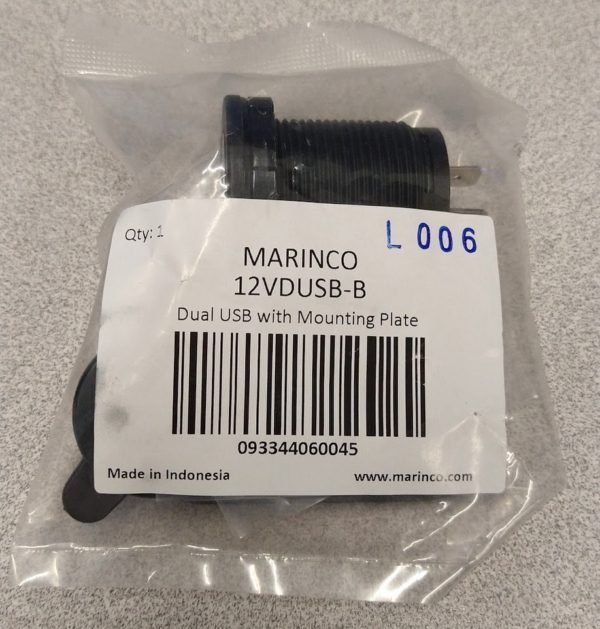 Qty: 1
L 006
MARINCO
12VDUSB-B
Dual USB with Mounting Plate
093344060045
Made in Indonesia
www.marinco.com